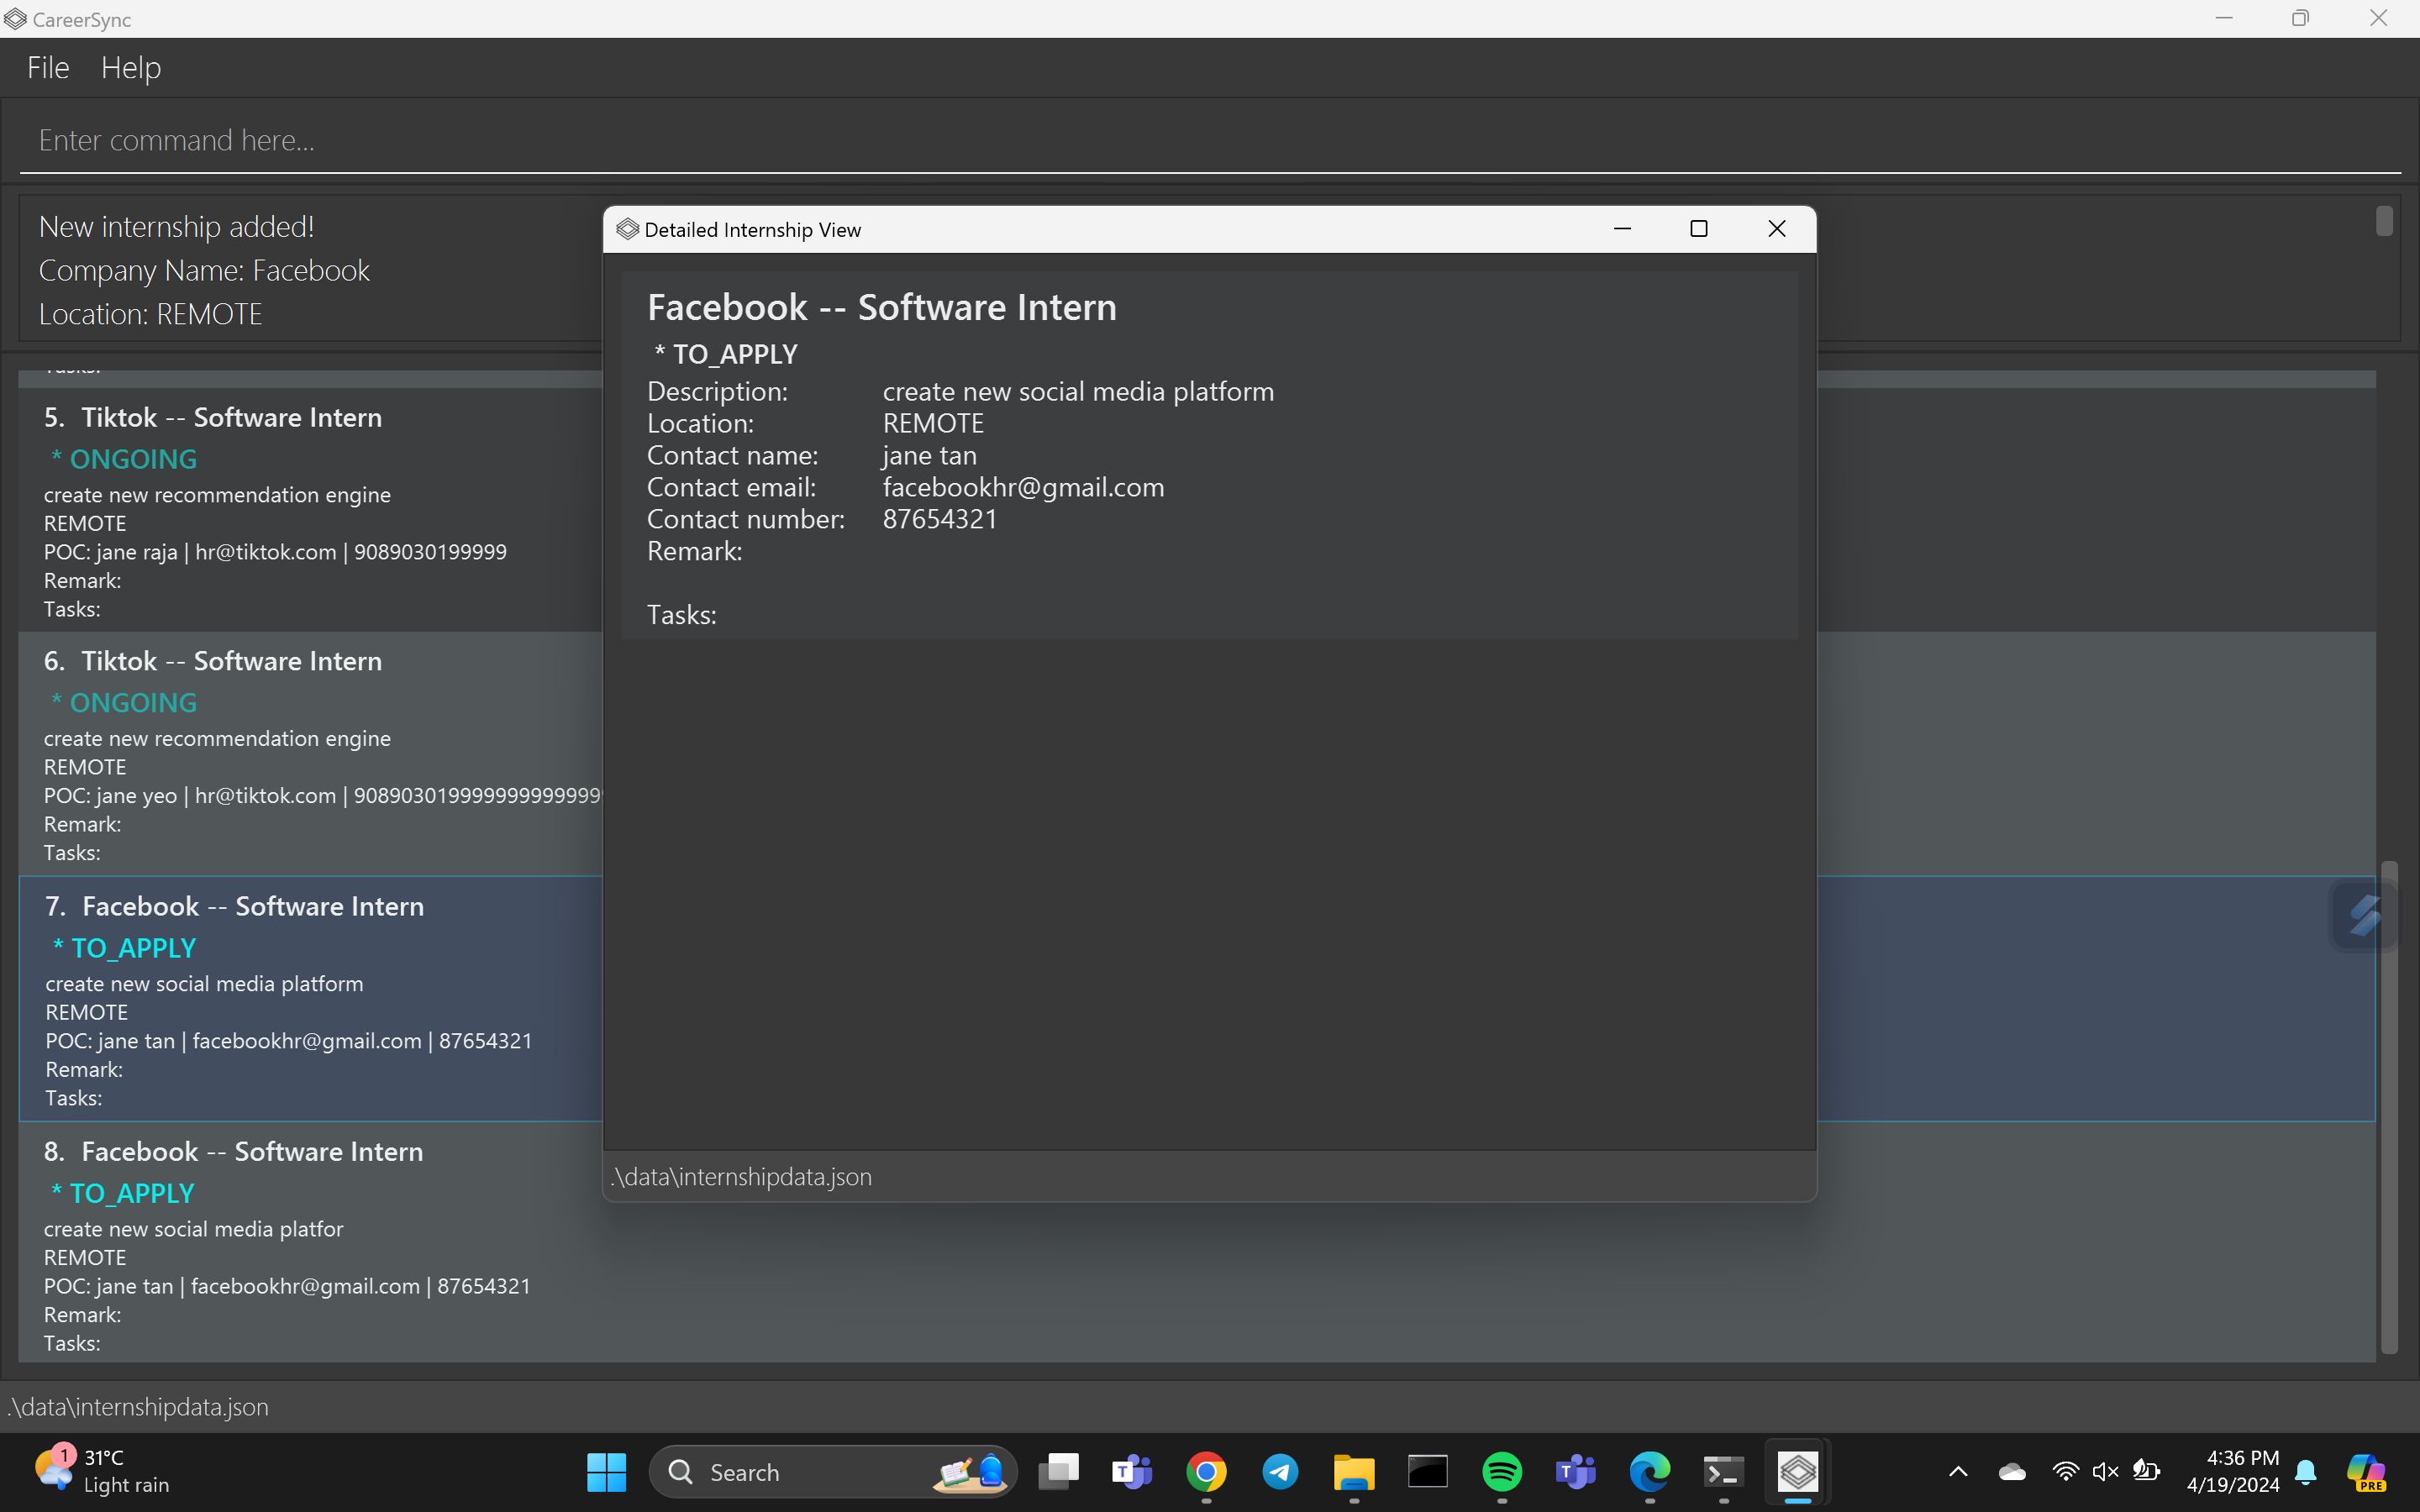 CareerSync
File Help
Enter command here...
New internship added!
Company Name: Facebook
Location: REMOTE
5. Tiktok -- Software Intern
* ONGOING
create new recommendation engine
REMOTE
POC: jane raja | hr@tiktok.com | 9089030199999
Remark:
Tasks:
6. Tiktok -- Software Intern
* ONGOING
create new recommendation engine
REMOTE
POC: jane yeo | hr@tiktok.com |
Remark:
Tasks:
7. Facebook -- Software Intern
* TO_APPLY
create new social media platform
REMOTE
POC: jane tan | facebookhr@gmail.com | 87654321
Remark:
Tasks:
8. Facebook -- Software Intern
* TO_APPLY
create new social media platfor
REMOTE
POC: jane tan | facebookhr@gmail.com | 87654321
Remark:
Tasks:
Detailed Internship View
Facebook -- Software Intern
* TO_APPLY
Description: create new social media platform
Location: REMOTE
Contact name: jane tan
Contact email: facebookhr@gmail.com
Contact number: 87654321
Remark:
Tasks:
.\data\internshipdata.json
.\data\internshipdata.json
1
31°C
Light rain
Search
4:36 PM
4/19/2024
PRE